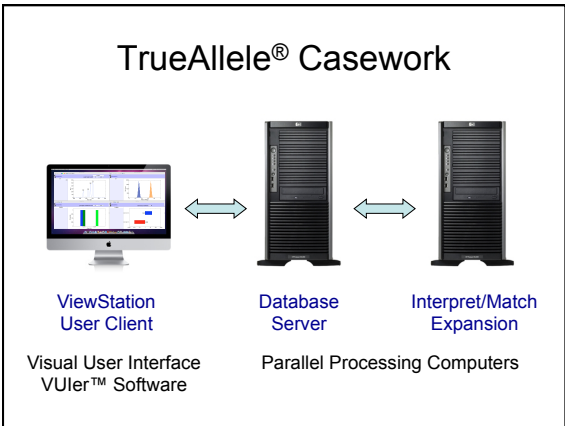 TrueAllele® Casework
ViewStation
User Client
Database
Server
Interpret/Match
Expansion
Visual User Interface
VUIer™ Software
Parallel Processing Computers